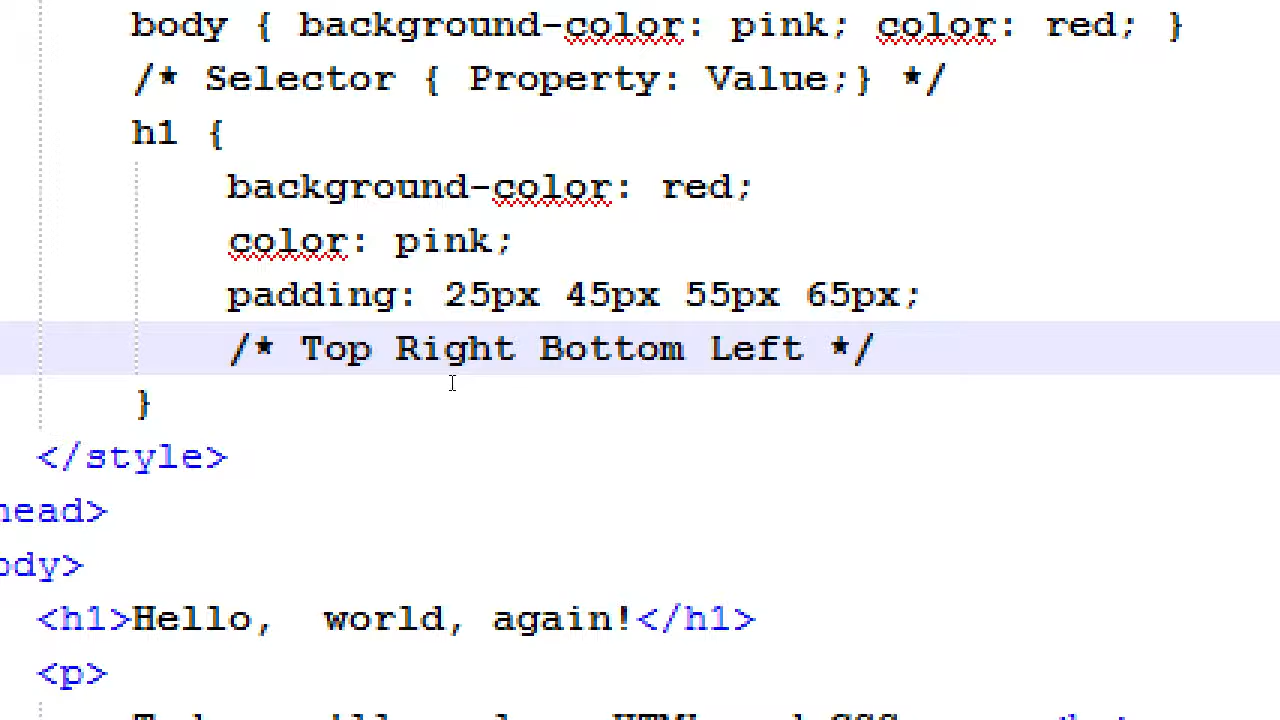 body { background-color: pink; color: red; }
/* Selector { Property: Value;} */
h1 {
background-color: red;
color: pink;
padding: 25px 45px 55px 65px;
/* Top Right Bottom Left */
}
</style>
head>
ody>
<h1>Hello,  world, again!</h1>
<p>